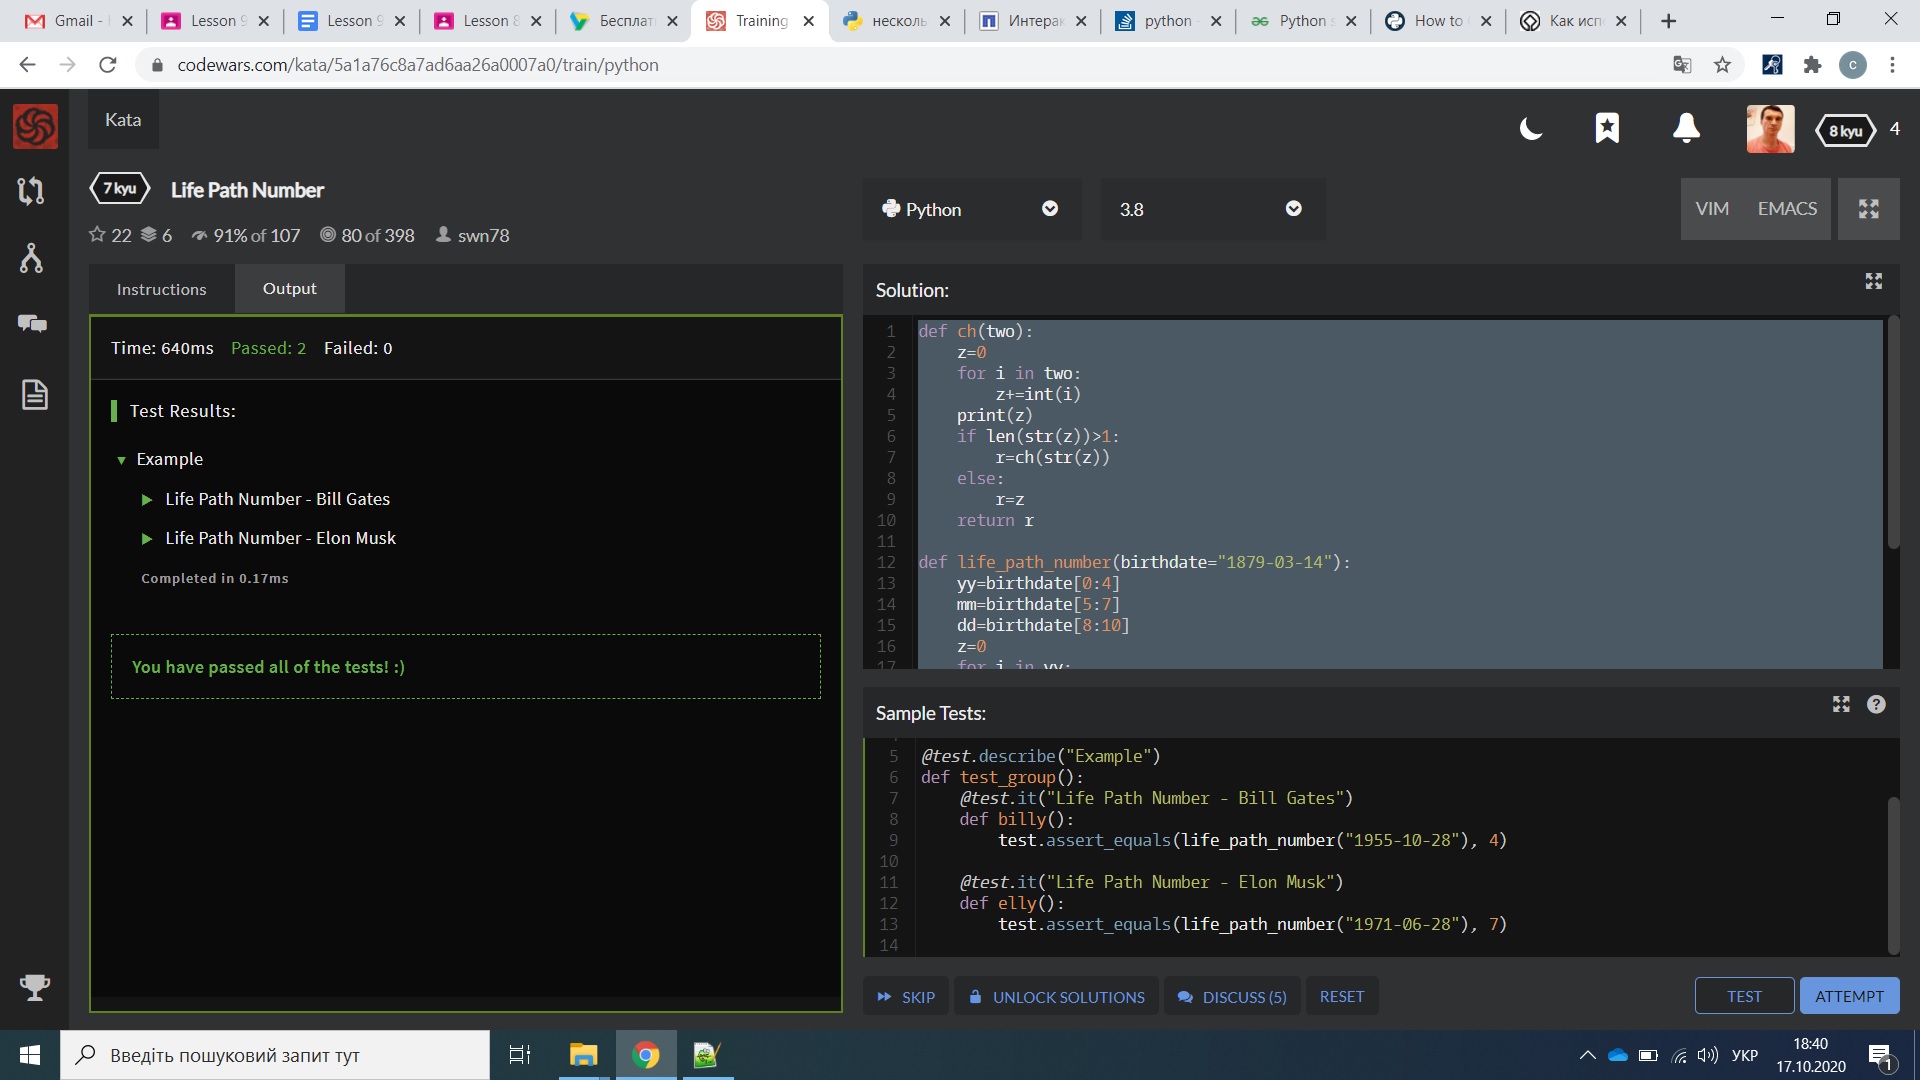 Gmail -
Lesson 9
Lesson 9
Lesson 8
Бесплат
Training
несколь
Интерак
python -
Python s
How to
Как исп
codewars.com/kata/5a1a76c8a7ad6aa26a0007a0/train/python
c
Kata
8 kyu 4
7 kyu Life Path Number
22 6 91% of 107 80 of 398 swn78
Python
3.8
VIM EMACS
Instructions Output
Time: 640ms Passed: 2 Failed: 0
Test Results:
Example
Life Path Number - Bill Gates
Life Path Number - Elon Musk
Completed in 0.17ms
You have passed all of the tests! :)
Solution:
1 def ch(two):
2 z=0
3 for i in two:
4 z+=int(i)
5 print(z)
6 if len(str(z))>1:
7 r=ch(str(z))
8 else:
9 r=z
10 return r
11
12 def life_path_number(birthdate="1879-03-14"):
13 yy=birthdate[0:4]
14 mm=birthdate[5:7]
15 dd=birthdate[8:10]
16 z=0
17 for i in yy:
Sample Tests:
5 @test.describe("Example")
6 def test_group():
7 @test.it("Life Path Number - Bill Gates")
8 def billy():
9 test.assert_equals(life_path_number("1955-10-28"), 4)
10
11 @test.it("Life Path Number - Elon Musk")
12 def elly():
13 test.assert_equals(life_path_number("1971-06-28"), 7)
14
SKIP UNLOCK SOLUTIONS DISCUSS (5) RESET
TEST ATTEMPT
Введіть пошуковий запит тут
УКР
18:40
17.10.2020
1